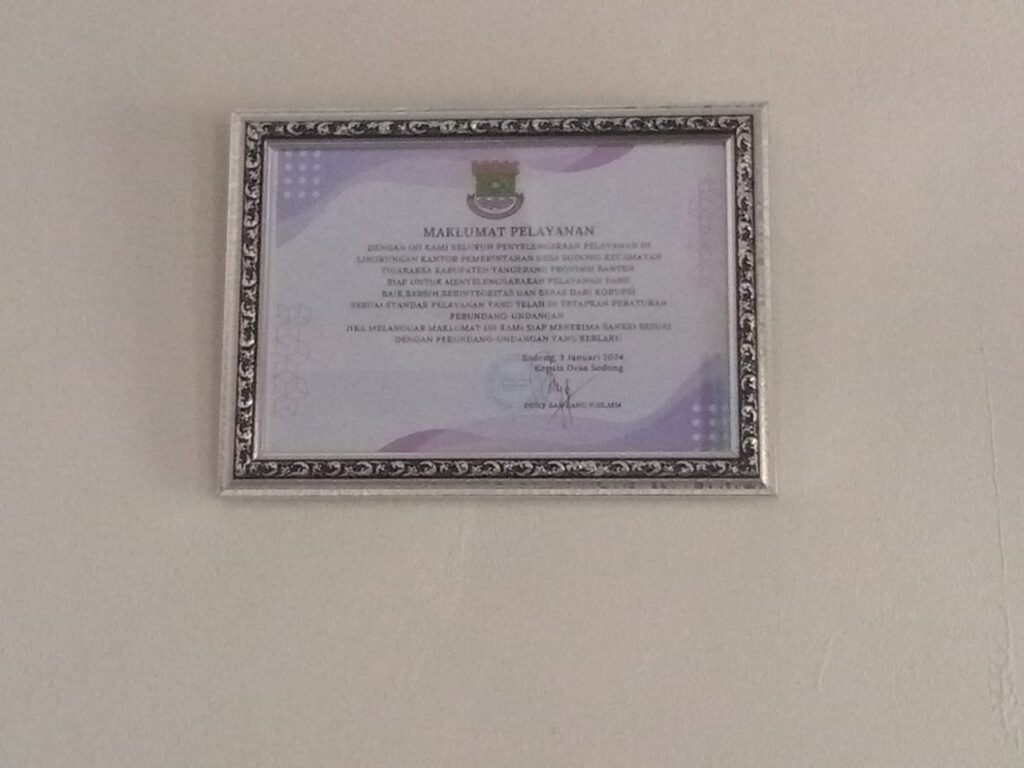 MAKLUMAT PELAYANAN
DENGAN INI KAMI SELURUH PENYELENGARAAN PELAYANAN DI
LINGKUNGAN KANTOR PEMERINTAHAN DESA SODONG KECAMATAN
TIGARAKSA KABUPATEN TANGERANG PROVINSI BANTEN
SIAP UNTUK MENYELENGGARAKAN PELAYANAN YANG
BAIK,BERSIH,BERINTEGRITAS DAN BEBAS DARI KORUPSI
SESUAI STANDAR PELAYANAN YANG TELAH DI TETAPKAN PERATURAN
PERUNDANG-UNDANGAN
JIKA MELANGGAR MAKLUMAT INI KAMI SIAP MENERIMA SANKSI SESUAI
DENGAN PERUNDANG-UNDANGAN YANG BERLAKU
Sodong, 3 Januari 2024
Kepala Desa Sodong